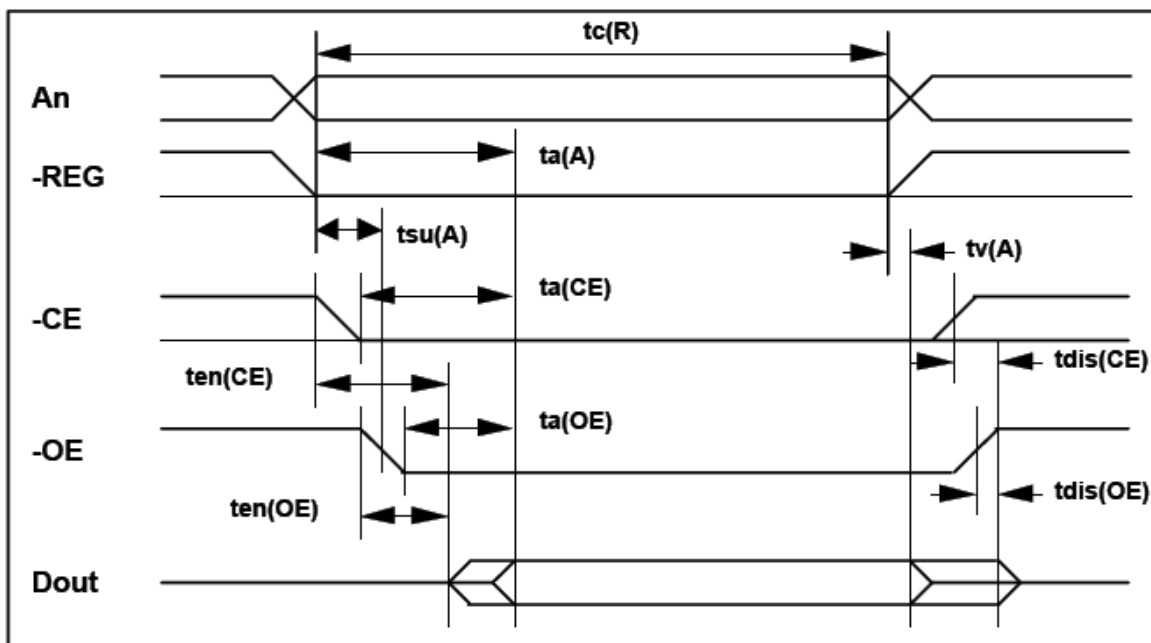 tc(R)
An
ta(A)
-REG
tsu(A)
tv(A)
ta(CE)
-CE
ten(CE)
tdis(CE)
ta(OE)
-OE
tdis(OE)
ten(OE)
Dout